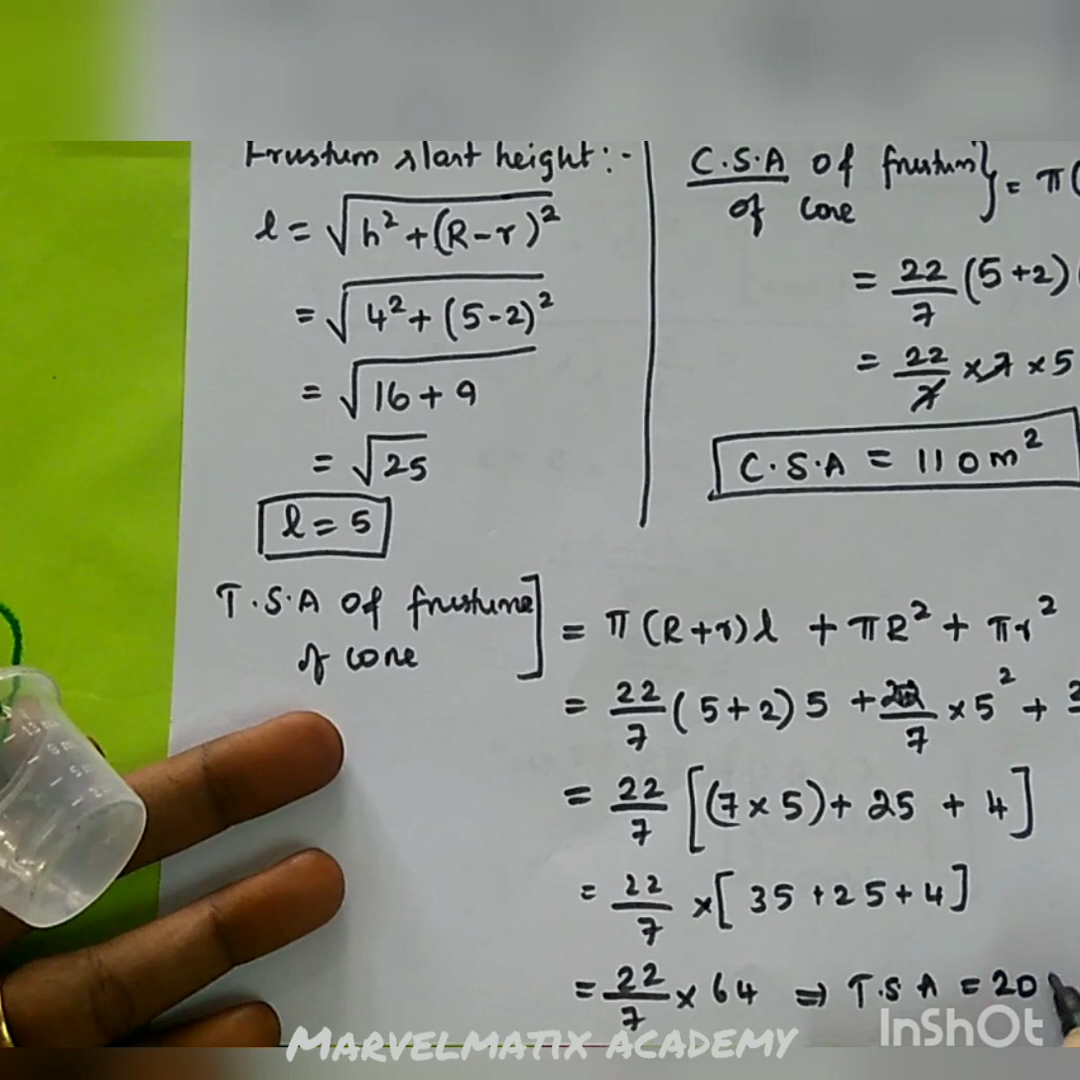 Frustum slant height:-
l = √h² + (R-r)²
= √4² + (5-2)²
= √16 + 9
= √25
l = 5
C.S.A of frustum} = π(
of cone
= 22/7 (5+2)(
= 22/7 × 7 × 5
C.S.A = 110 m²
T.S.A of frustume] = π(R+r)l + πR² + πr²
of cone
= 22/7 (5+2) 5 + 22/7 × 5² + 2
= 22/7 [(7×5) + 25 + 4]
= 22/7 × [35 + 25 + 4]
= 22/7 × 64 ⇒ T.S.A = 20
InShOt
MARVELMATIX ACADEMY